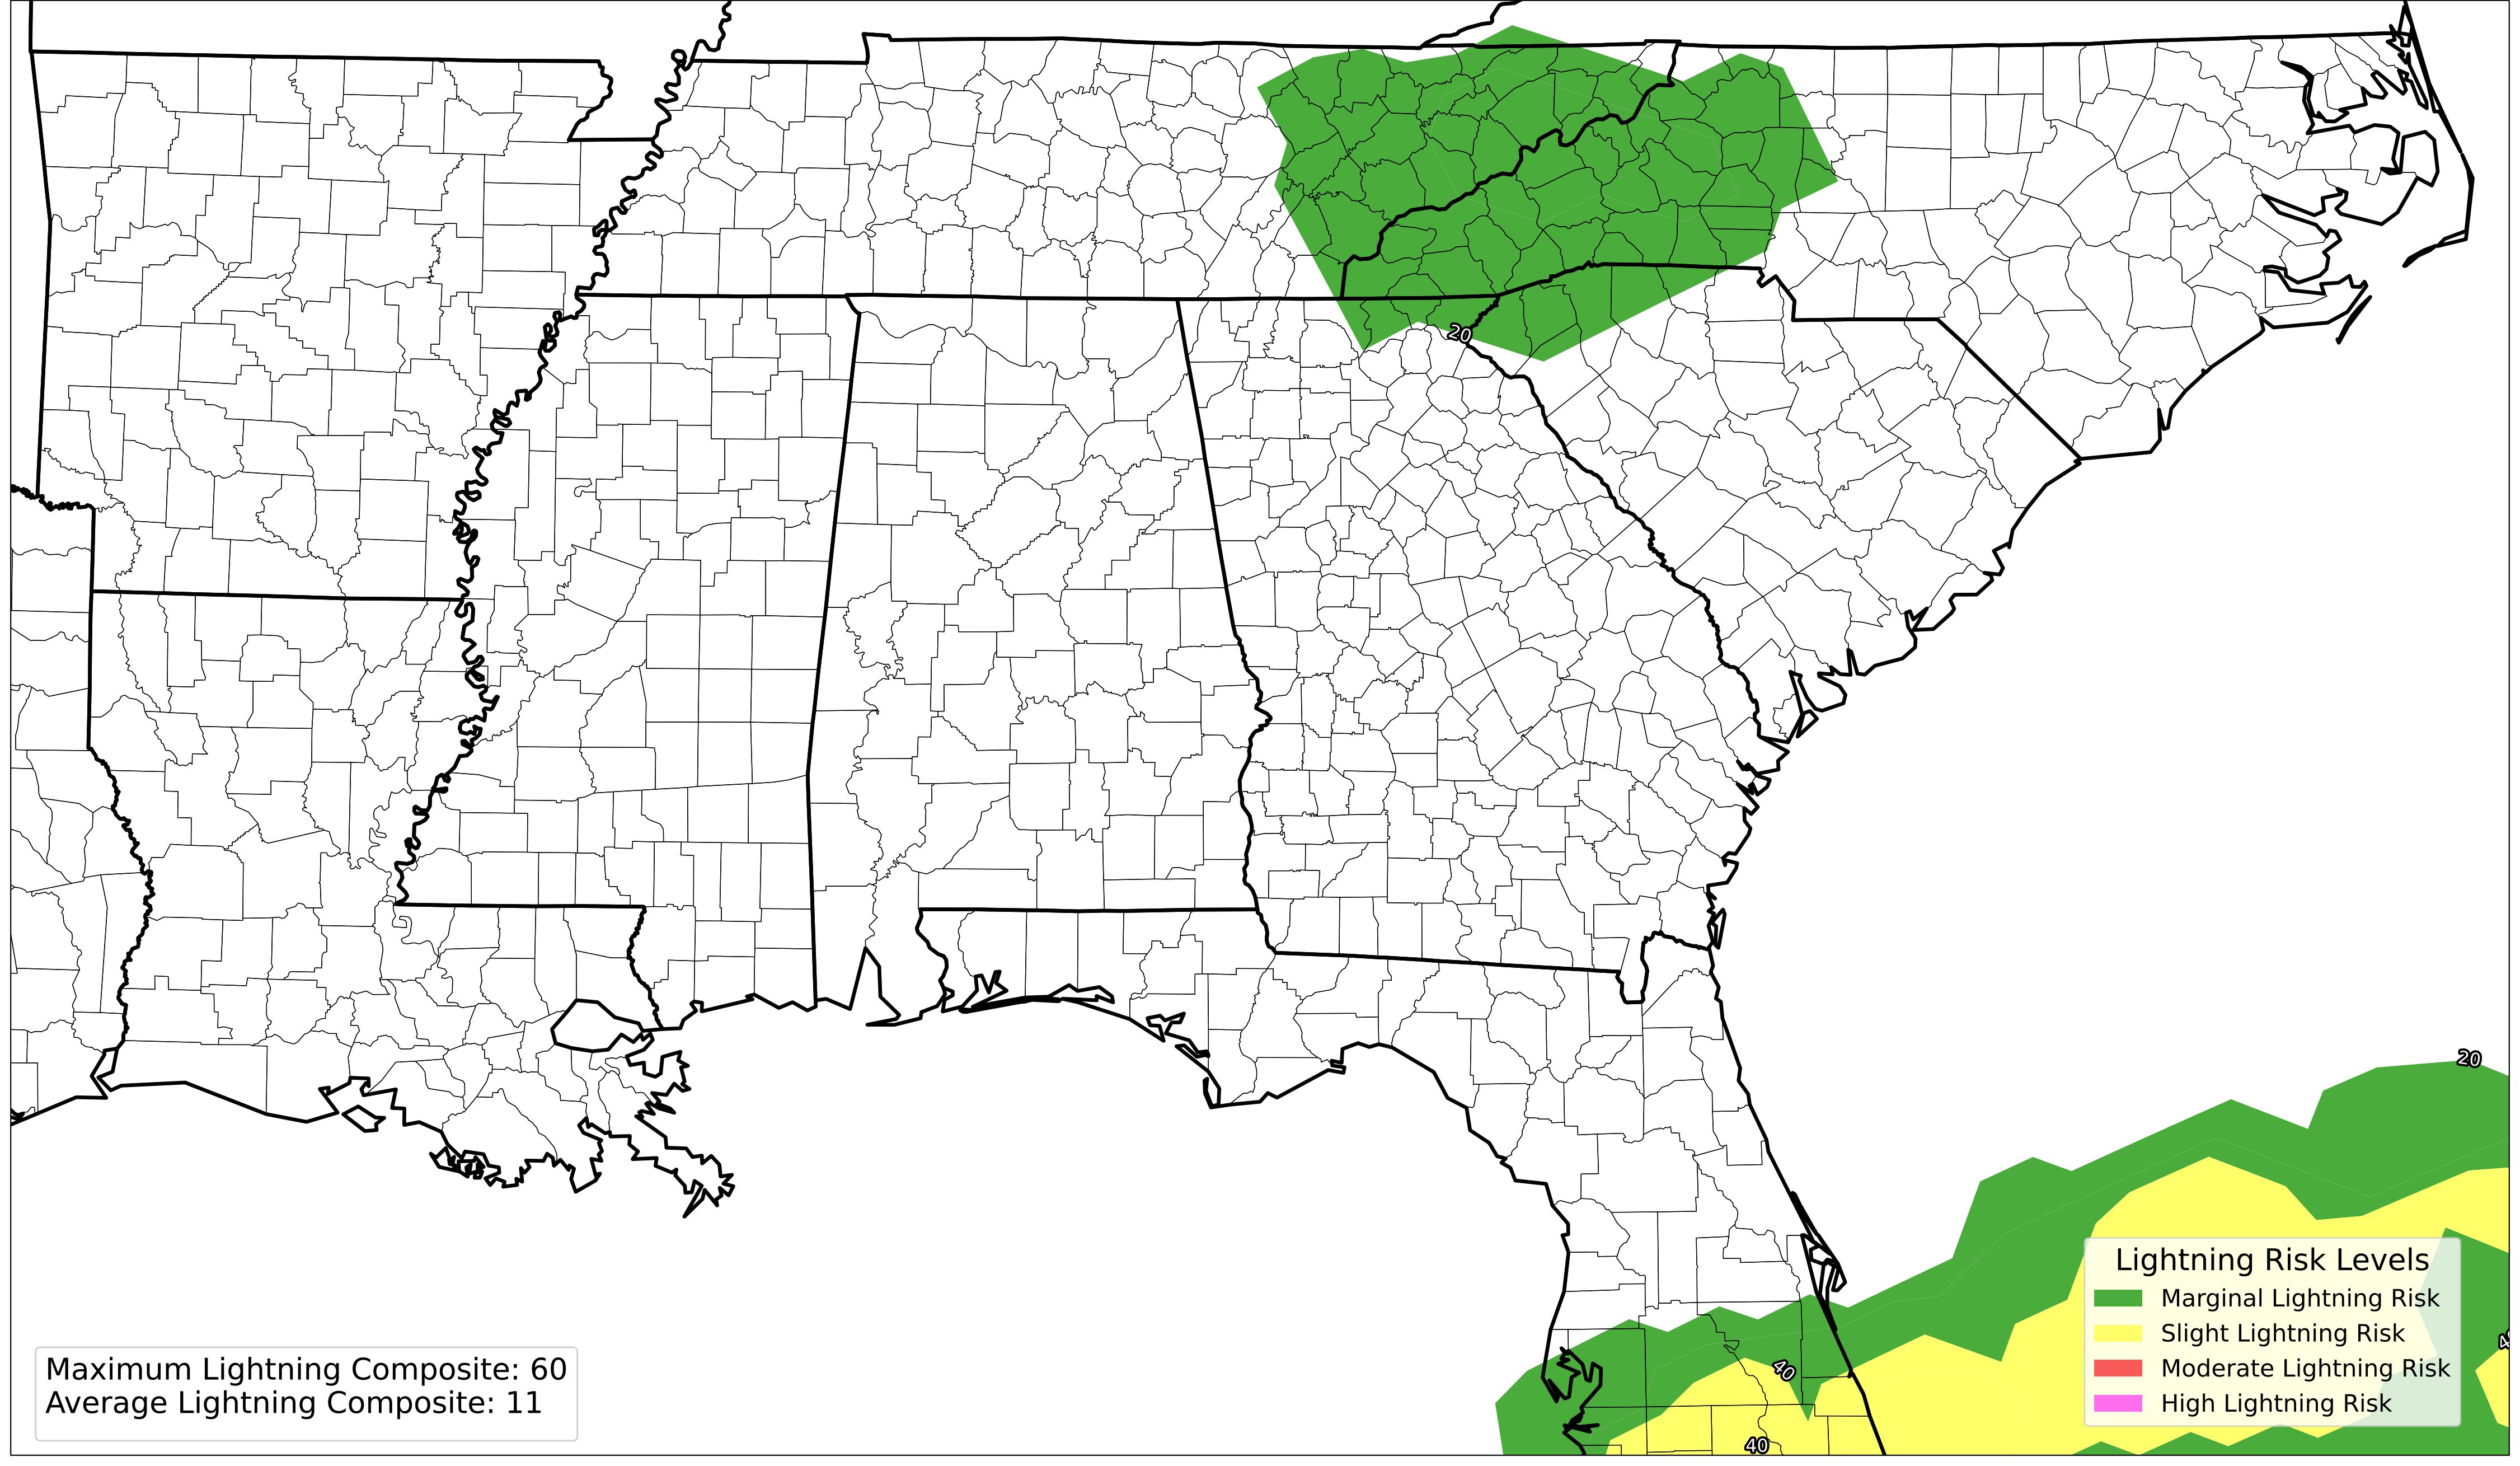 20
20
Lightning Risk Levels
Marginal Lightning Risk
Slight Lightning Risk
Moderate Lightning Risk
High Lightning Risk
40
Maximum Lightning Composite: 60
Average Lightning Composite: 11
40